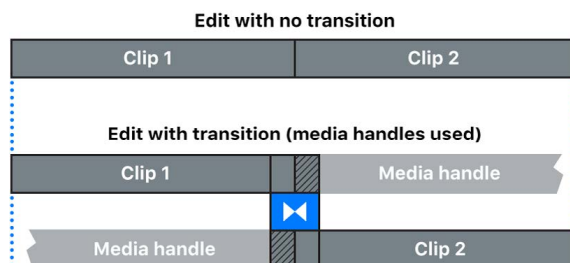 Edit with no transition
Clip 1 Clip 2
Edit with transition (media handles used)
Clip 1 Media handle
Media handle Clip 2